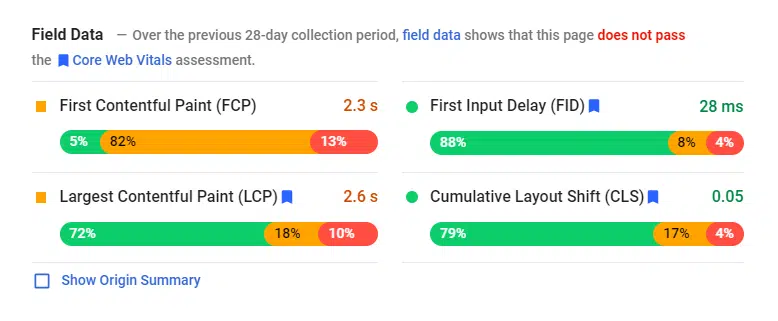 Field Data — Over the previous 28-day collection period, field data shows that this page does not pass
the Core Web Vitals assessment.
First Contentful Paint (FCP) 2.3 s
5% 82% 13%
First Input Delay (FID) 28 ms
88% 8% 4%
Largest Contentful Paint (LCP) 2.6 s
72% 18% 10%
Cumulative Layout Shift (CLS) 0.05
79% 17% 4%
Show Origin Summary